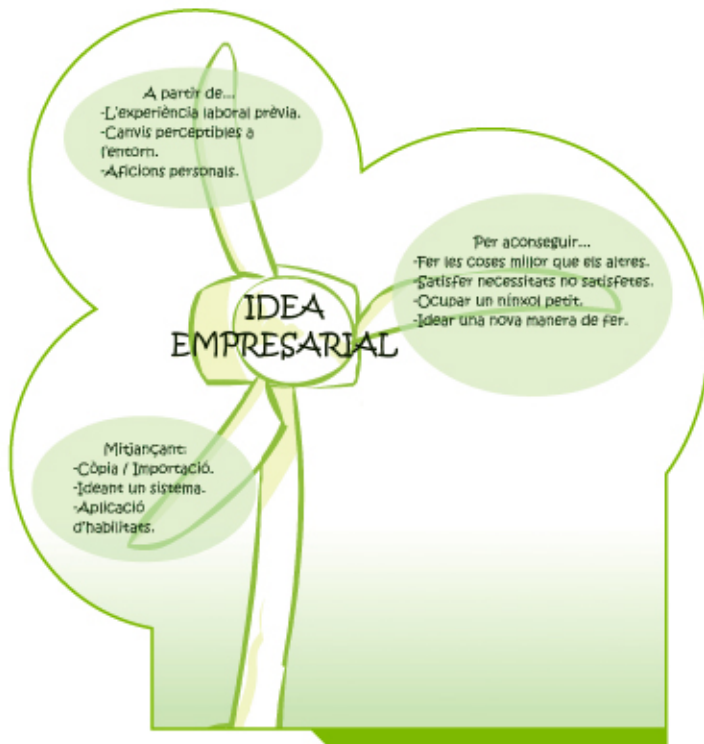 A partir de...
-L'experiència laboral prèvia.
-Canvis perceptibles a
l'entorn.
-Aficions personals.
Per aconseguir...
-Fer les coses millor que els altres.
-Satisfer necessitats no satisfetes.
-Ocupar un nínxol petit.
-Idear una nova manera de fer.
IDEA
EMPRESARIAL
Mitjançant:
-Còpia / Importació.
-Ideant un sistema.
-Aplicació
d'habilitats.